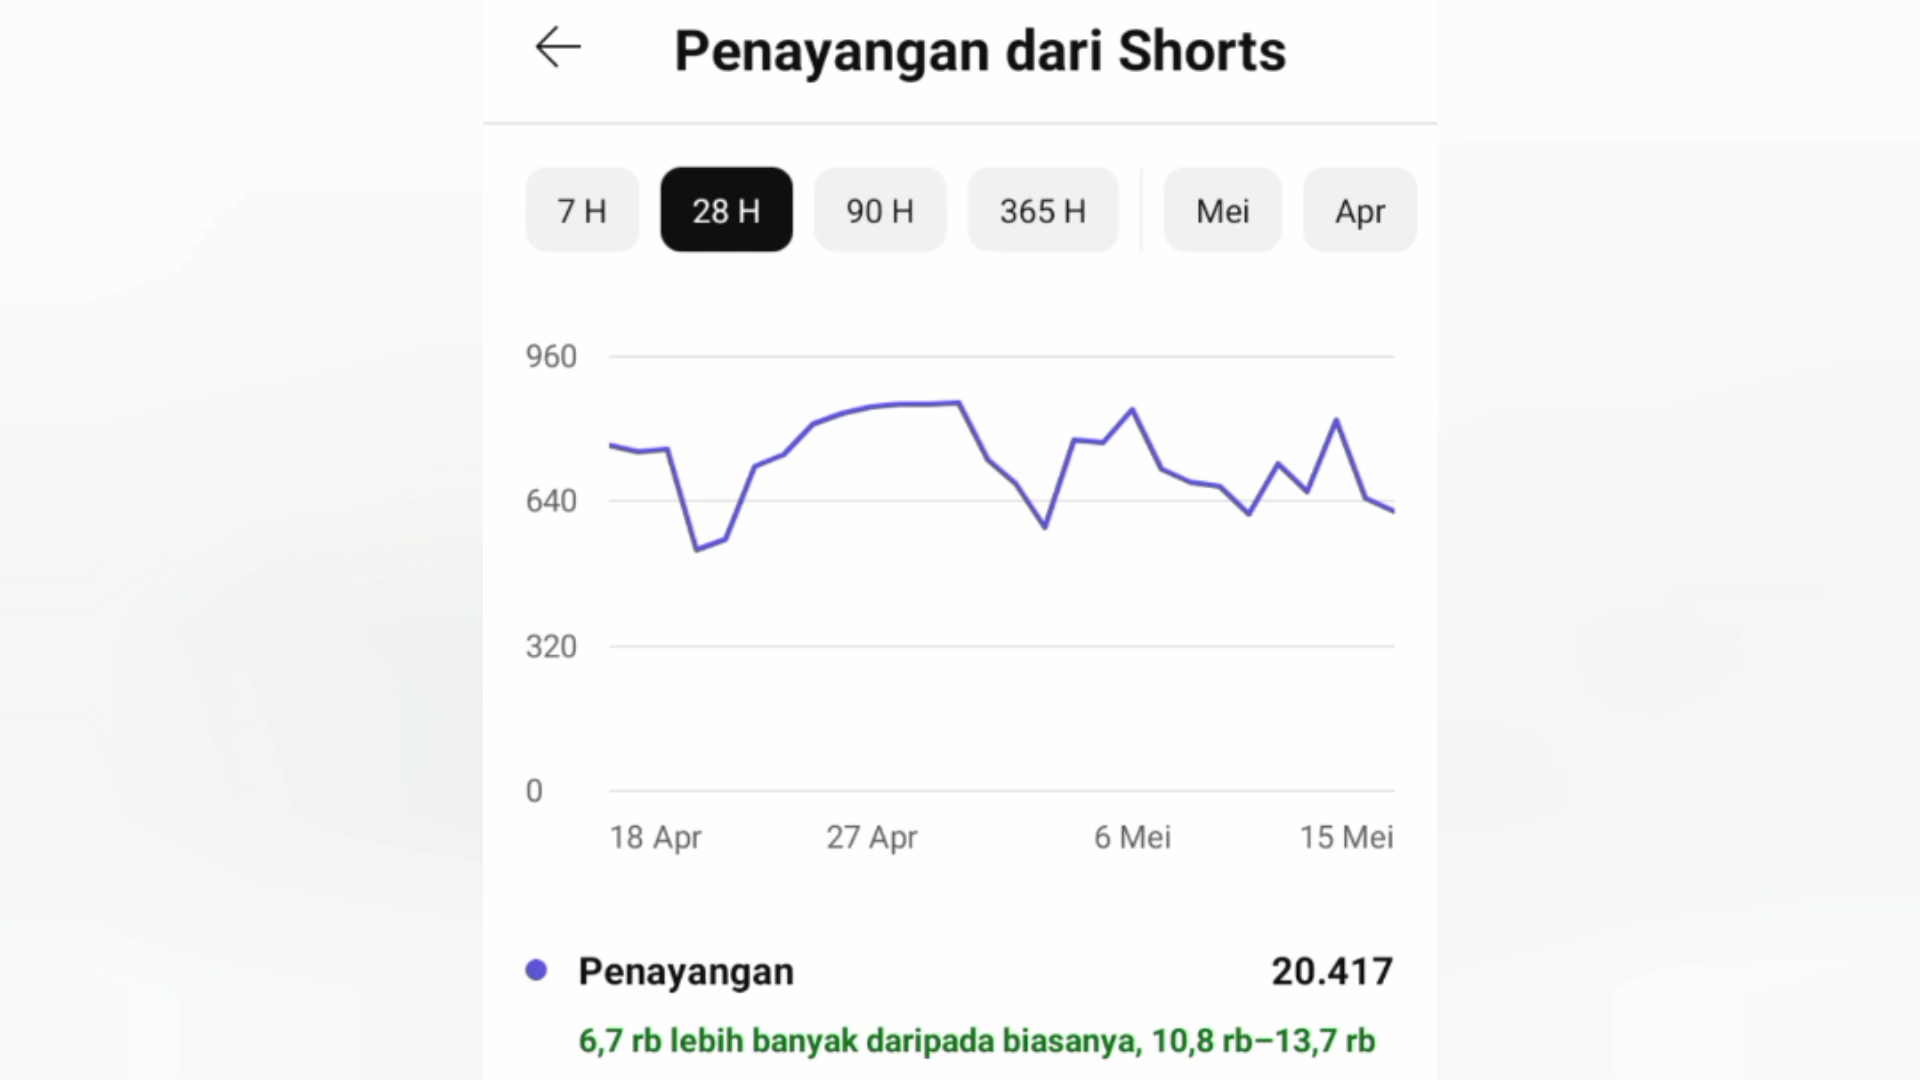 Penayangan dari Shorts
7 H 28 H 90 H 365 H Mei Apr
960
640
320
0
18 Apr 27 Apr 6 Mei 15 Mei
Penayangan 20.417
6,7 rb lebih banyak daripada biasanya, 10,8 rb–13,7 rb